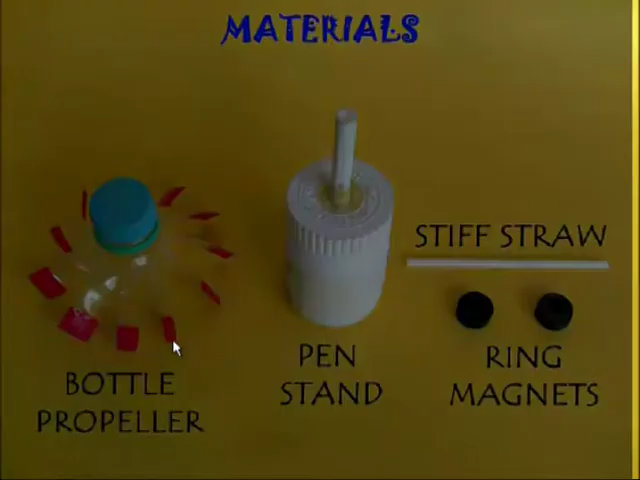 MATERIALS
STIFF STRAW
PEN
STAND
RING
MAGNETS
BOTTLE
PROPELLER